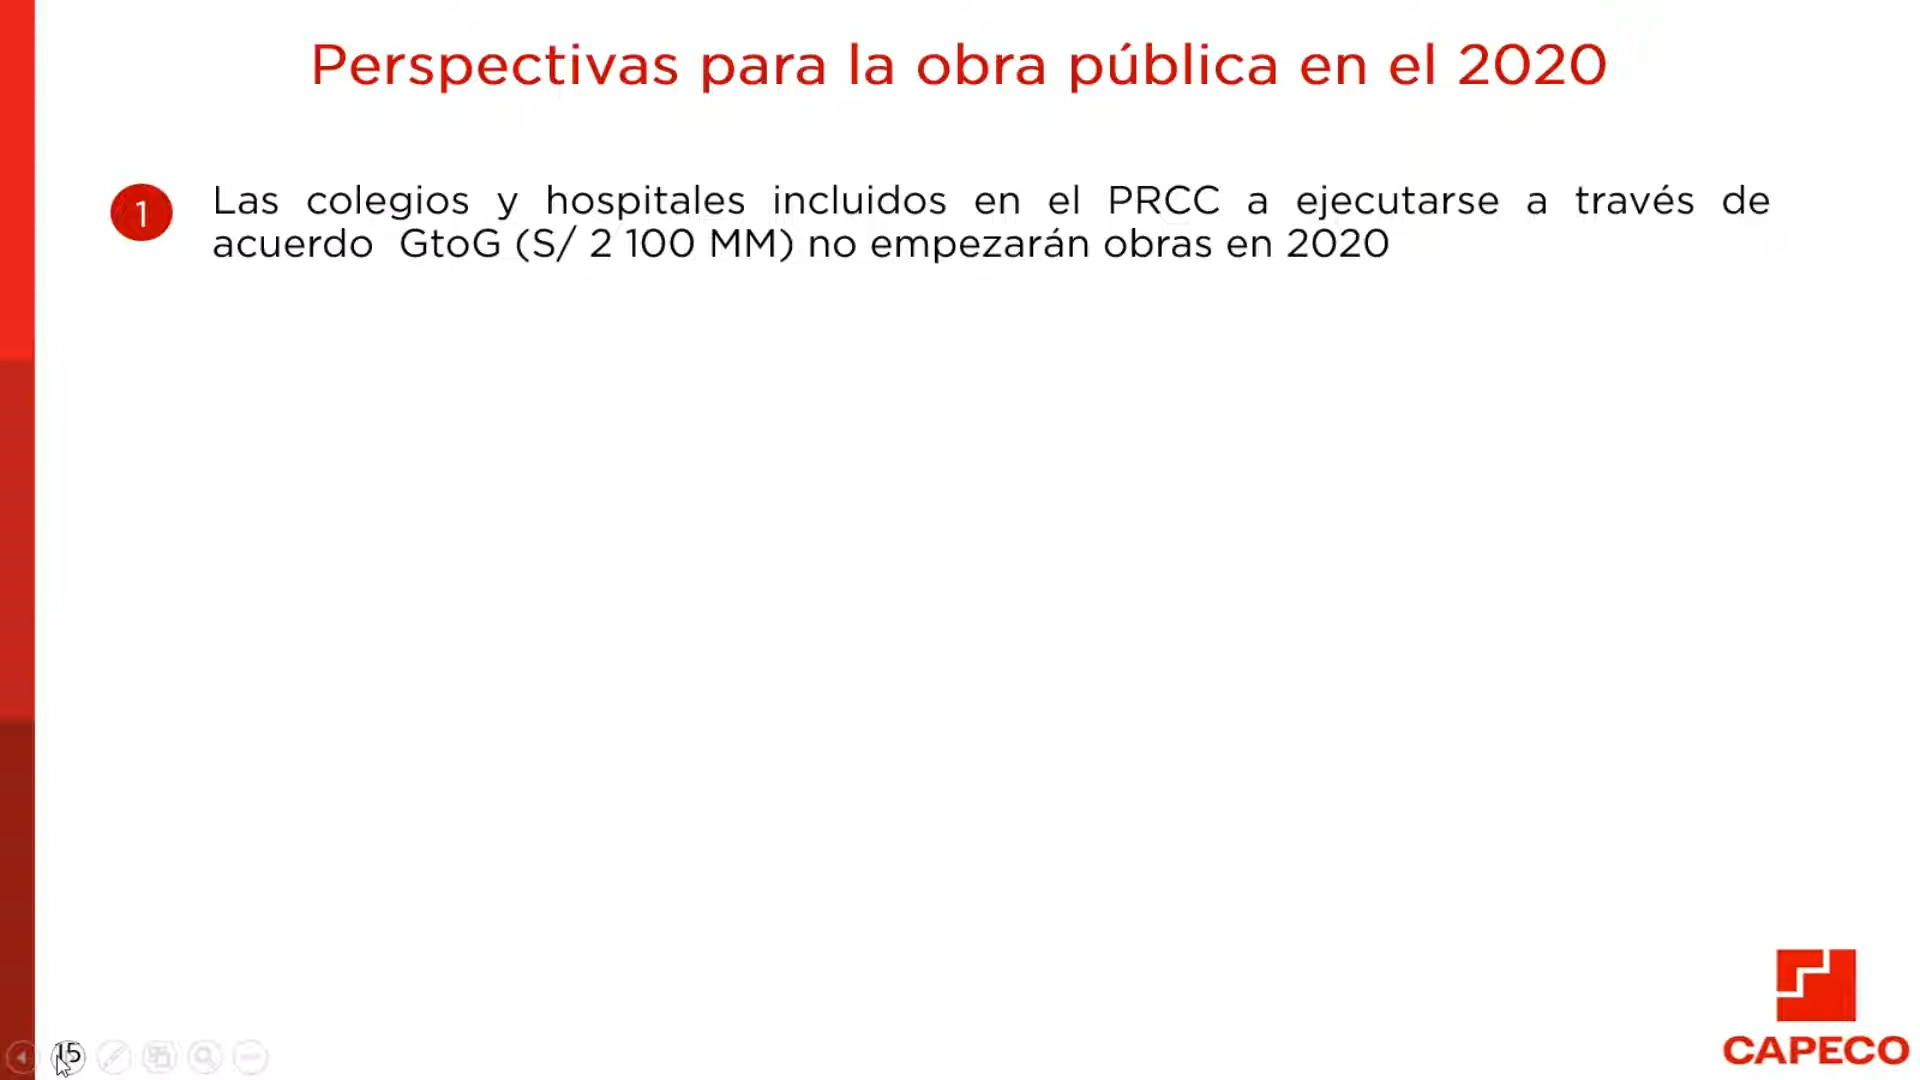 Perspectivas para la obra pública en el 2020
1
Las colegios y hospitales incluidos en el PRCC a ejecutarse a través de
acuerdo GtoG (S/ 2 100 MM) no empezarán obras en 2020
15
CAPECO